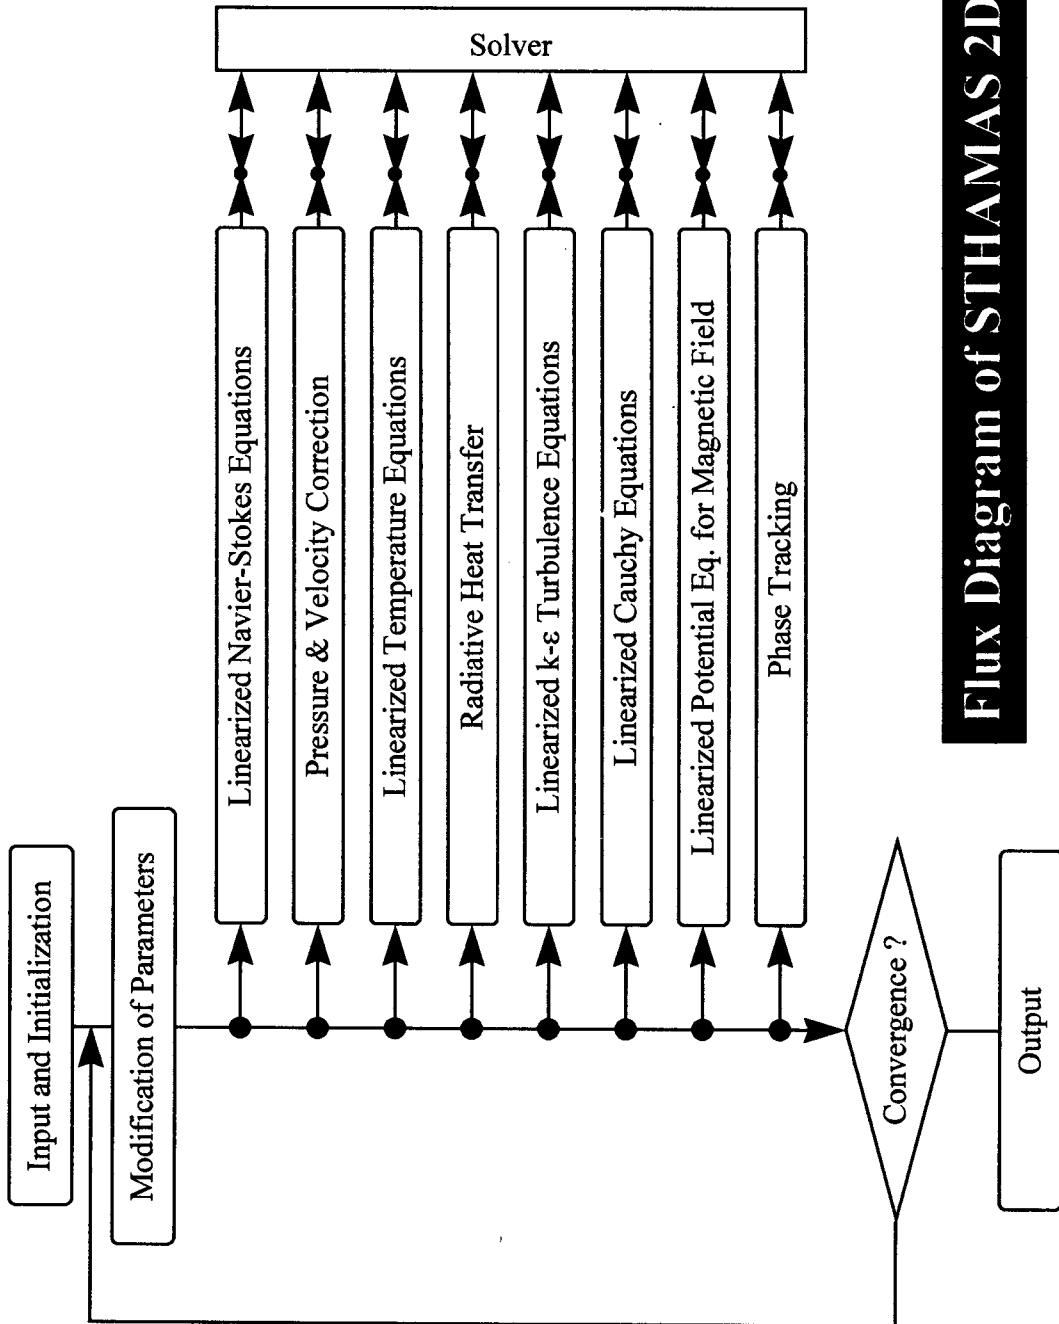 Input and Initialization
Modification of Parameters
Linearized Navier-Stokes Equations
Pressure & Velocity Correction
Linearized Temperature Equations
Radiative Heat Transfer
Linearized k-ε Turbulence Equations
Linearized Cauchy Equations
Linearized Potential Eq. for Magnetic Field
Phase Tracking
Solver
Convergence ?
Output
Flux Diagram of STHAMAS 2D